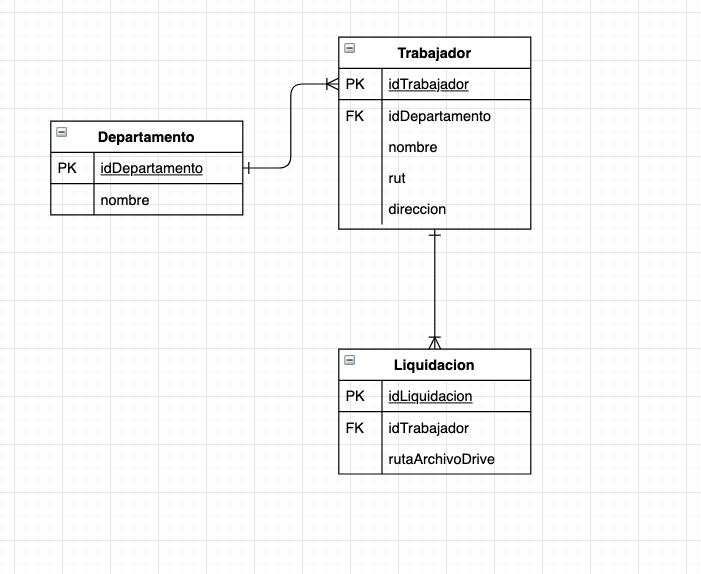 Trabajador
PK idTrabajador
FK idDepartamento
nombre
rut
direccion
Departamento
PK idDepartamento
nombre
Liquidacion
PK idLiquidacion
FK idTrabajador
rutaArchivoDrive